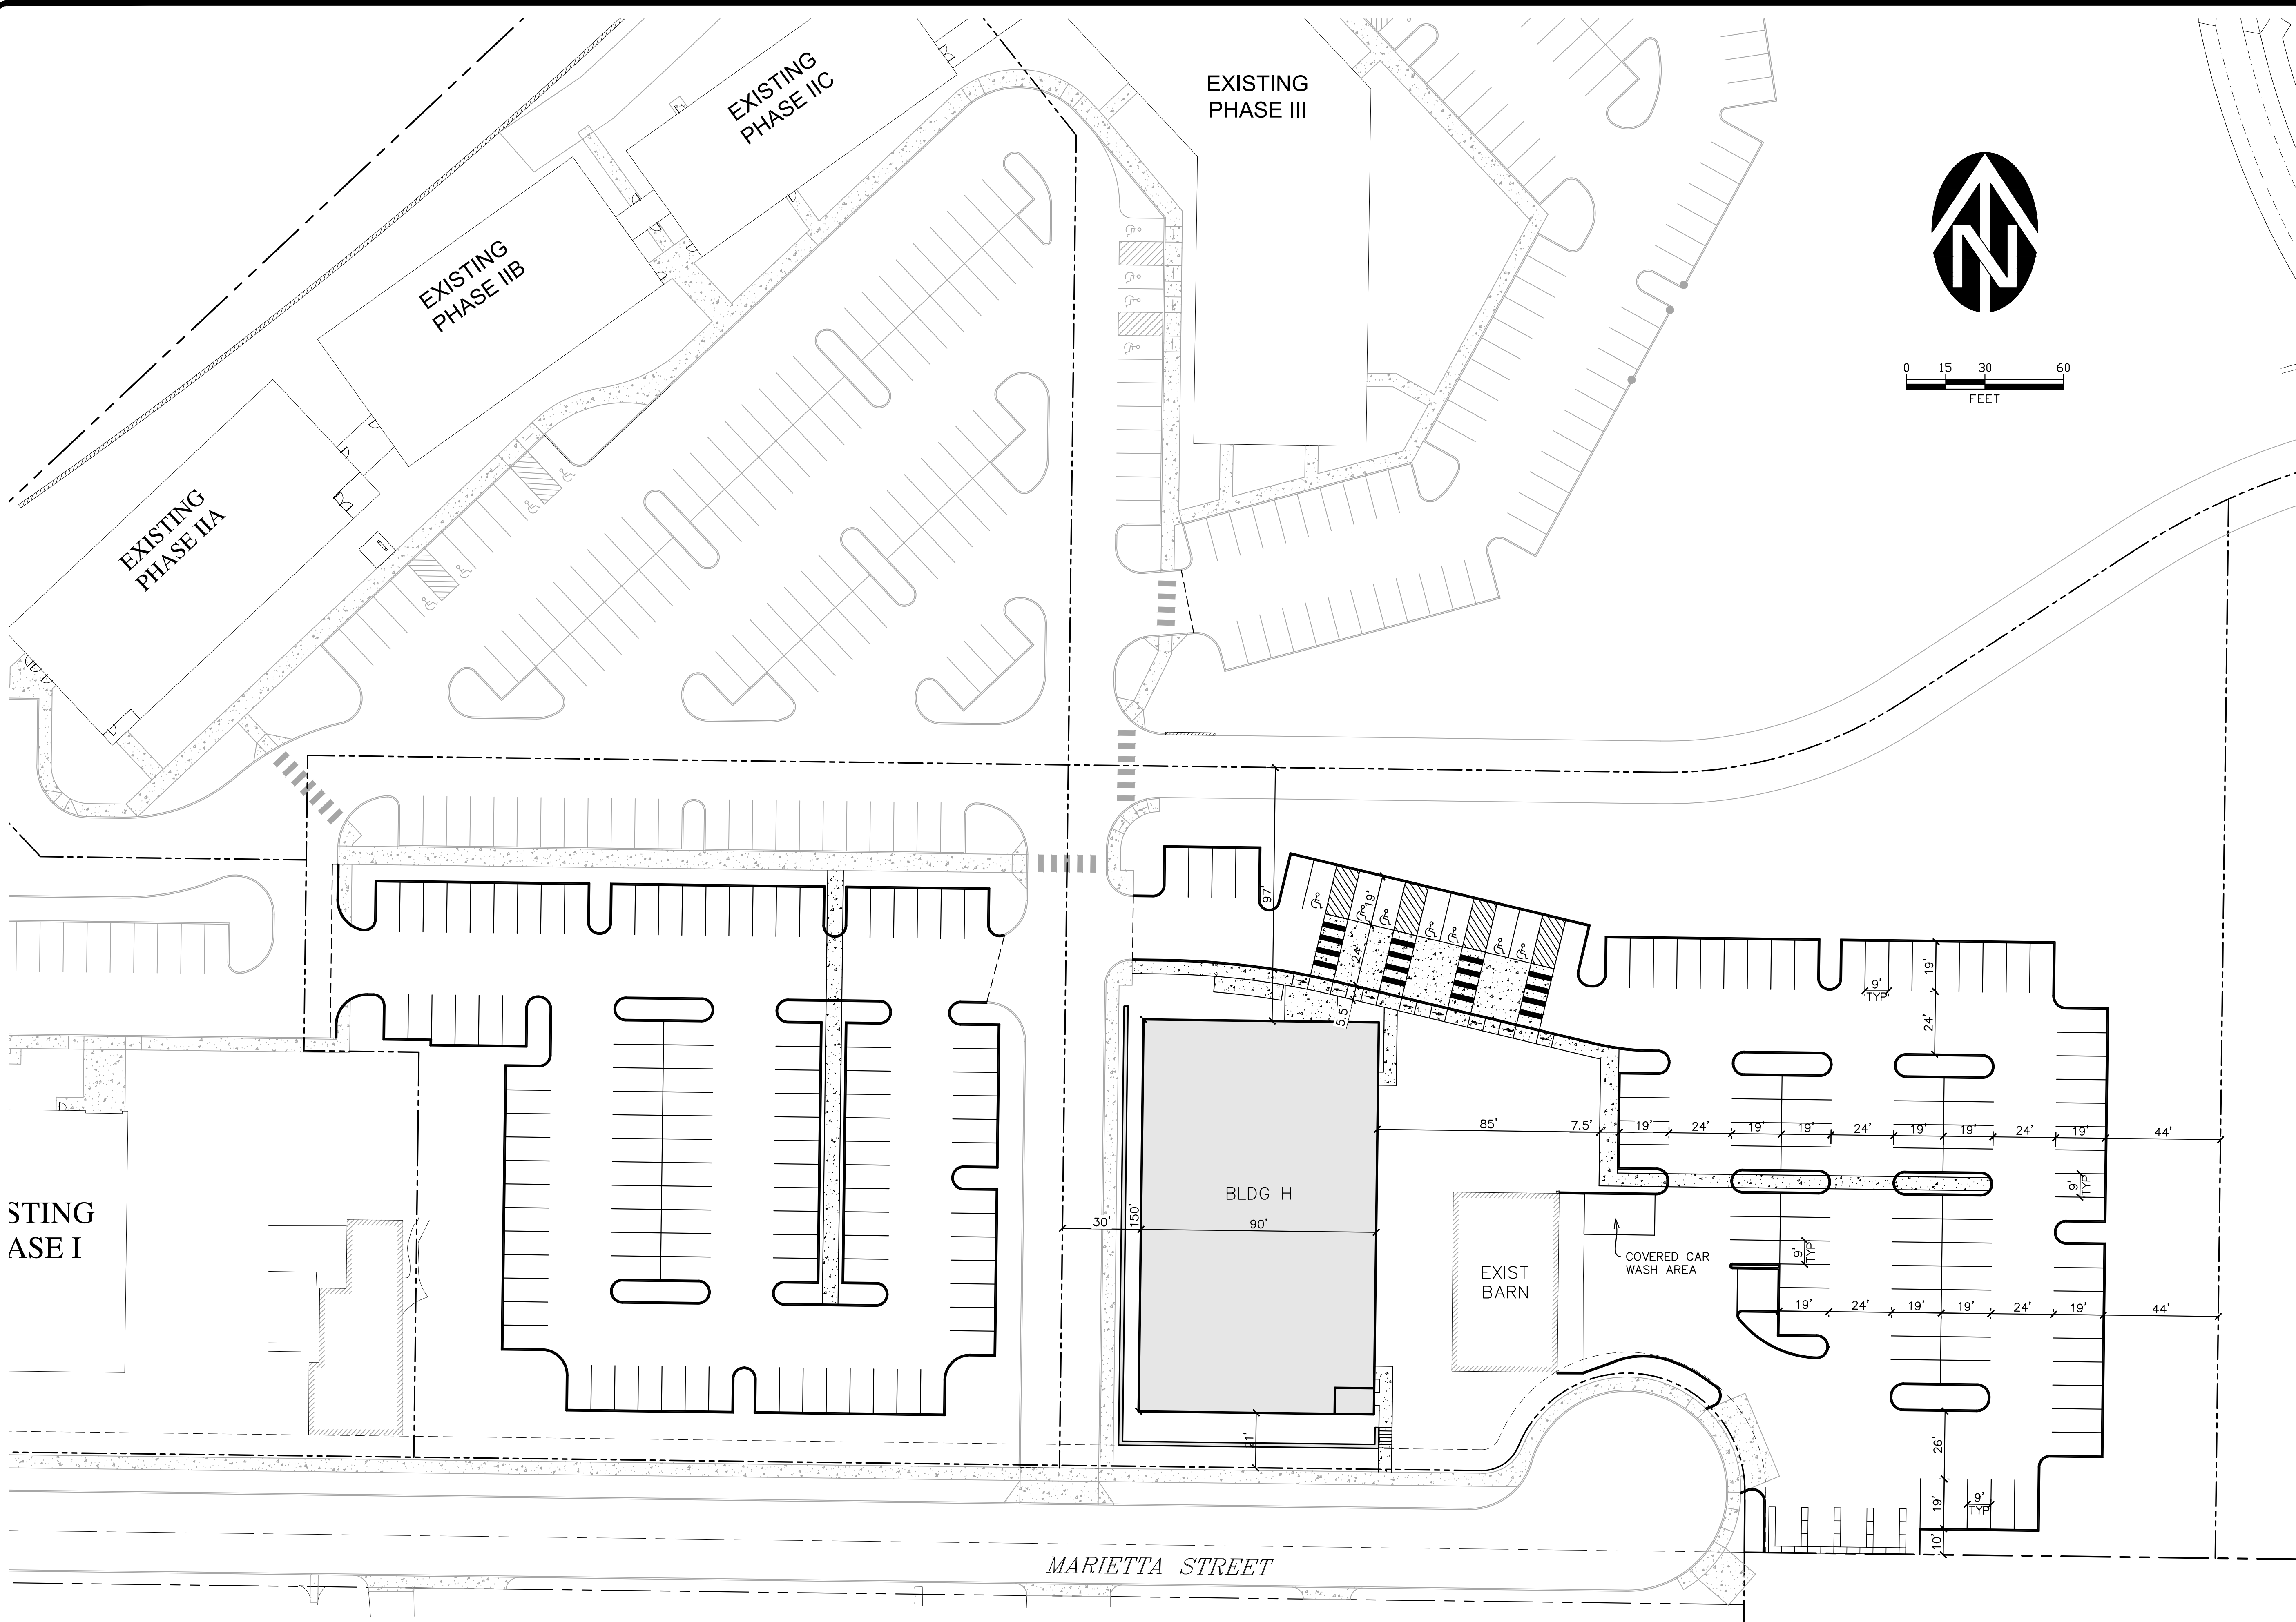 EXISTING
PHASE IIC
EXISTING
PHASE III
EXISTING
PHASE IIB
N
0 15 30 60
FEET
EXISTING
PHASE IIA
97'
19'
24'
5.5'
9'
TYP
19'
24'
85'
7.5'
19'
24'
19'
19'
24'
19'
19'
24'
19'
44'
9'
TYP
STING
ASE I
BLDG H
30'
150'
90'
COVERED CAR
WASH AREA
9'
TYP
EXIST
BARN
19'
24'
19'
19'
24'
19'
44'
21'
26'
19'
9'
TYP
10'
MARIETTA STREET